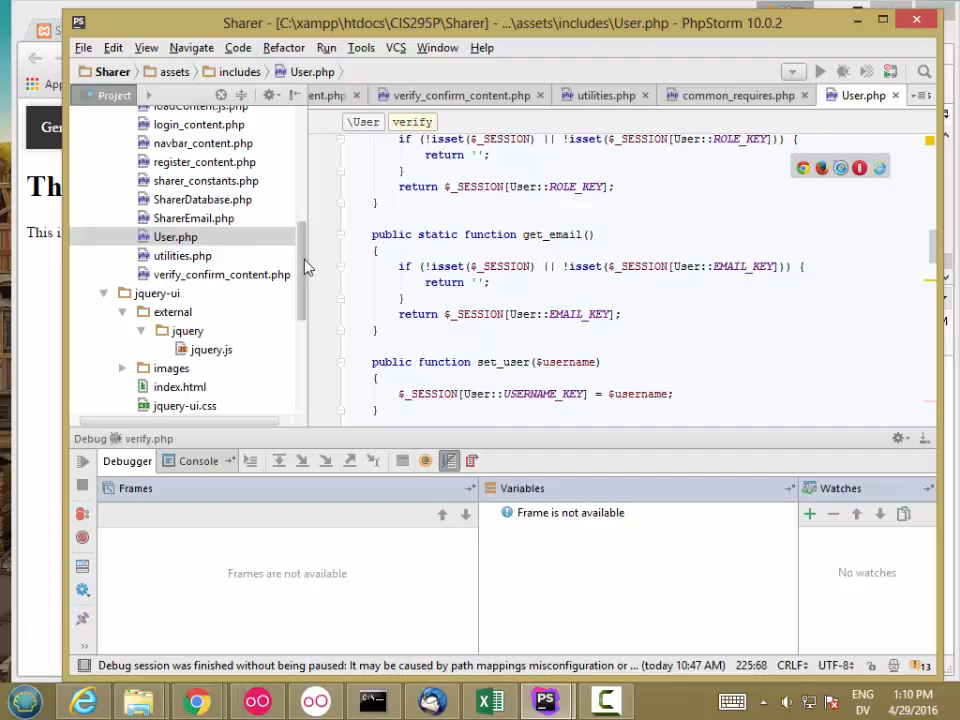 Sharer - [C:\xampp\htdocs\CIS295P\Sharer] - ...\assets\includes\User.php - PhpStorm 10.0.2
File Edit View Navigate Code Refactor Run Tools VCS Window Help
Sharer assets includes User.php
Project
ent.php verify_confirm_content.php utilities.php common_requires.php User.php
\User verify
loadContent.js.php
login_content.php
navbar_content.php
register_content.php
sharer_constants.php
SharerDatabase.php
SharerEmail.php
User.php
utilities.php
verify_confirm_content.php
jquery-ui
external
jquery
jquery.js
images
index.html
jquery-ui.css
if (!isset($_SESSION) || !isset($_SESSION[User::ROLE_KEY])) {
return '';
}
return $_SESSION[User::ROLE_KEY];
}
public static function get_email()
{
if (!isset($_SESSION) || !isset($_SESSION[User::EMAIL_KEY])) {
return '';
}
return $_SESSION[User::EMAIL_KEY];
}
public function set_user($username)
{
$_SESSION[User::USERNAME_KEY] = $username;
}
Ap
Ger
Th
This i
Debug verify.php
Debugger Console
Frames
Frames are not available
Variables
Frame is not available
Watches
No watches
Debug session was finished without being paused: It may be caused by path mappings misconfiguration or ... (today 10:47 AM) 225:68 CRLF UTF-8 13
ENG
DV
1:10 PM
4/29/2016